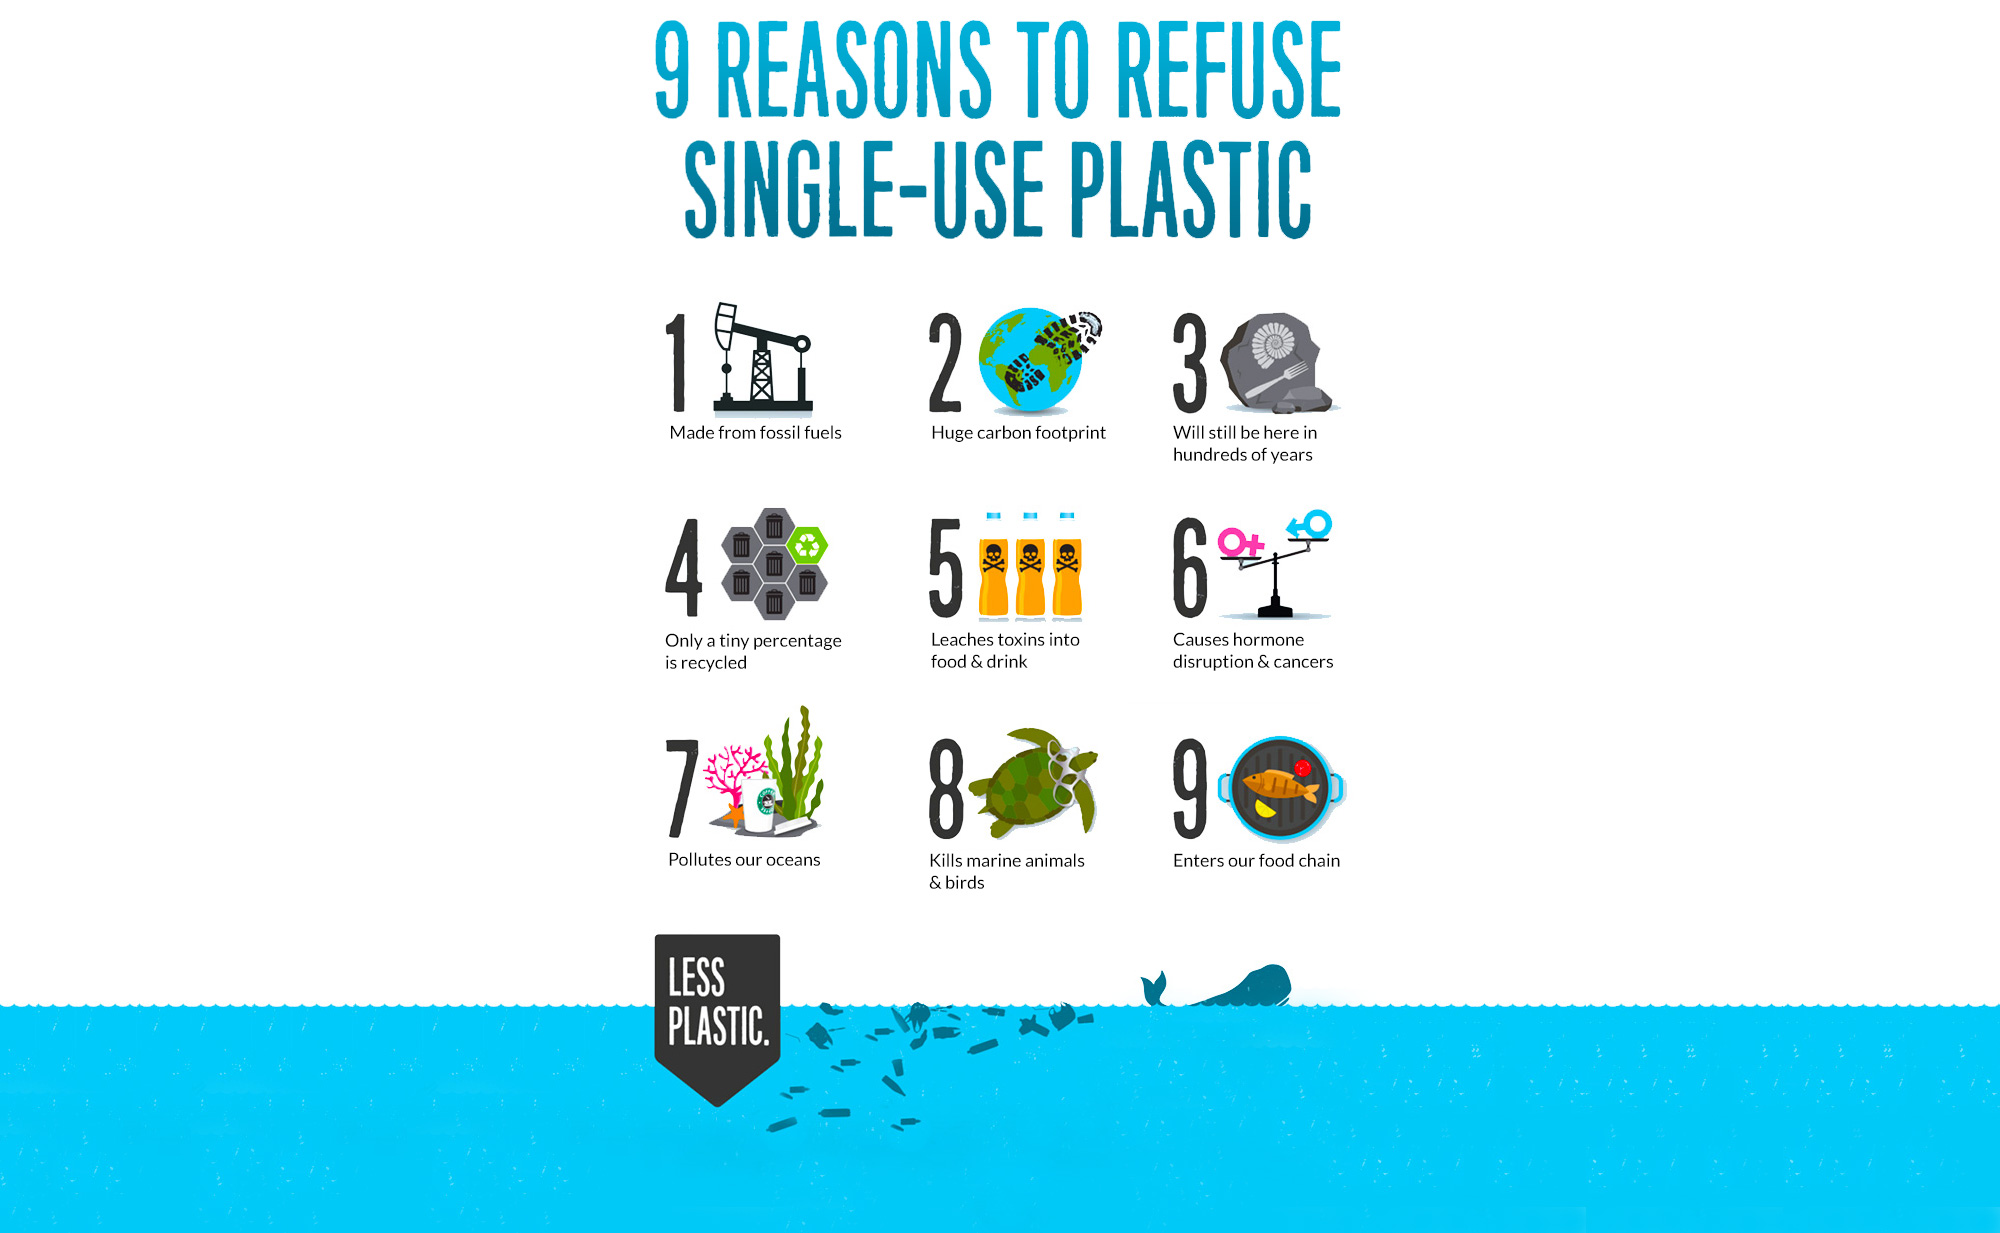 9 REASONS TO REFUSE
SINGLE-USE PLASTIC
1
Made from fossil fuels
2
Huge carbon footprint
3
Will still be here in
hundreds of years
4
Only a tiny percentage
is recycled
5
Leaches toxins into
food & drink
6
Causes hormone
disruption & cancers
7
Pollutes our oceans
8
Kills marine animals
& birds
9
Enters our food chain
LESS
PLASTIC.